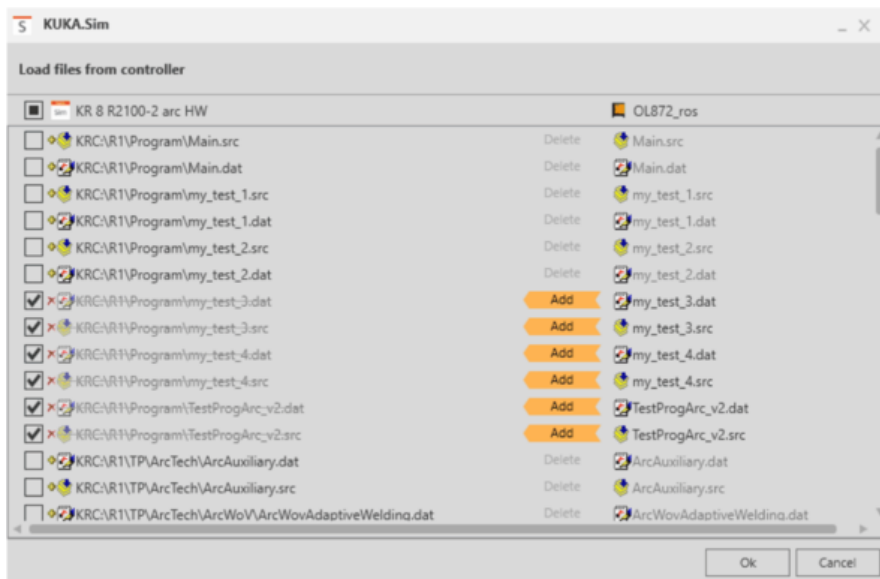 S KUKA.Sim
Load files from controller
Sim KR 8 R2100-2 arc HW OL872_ros
KRC:\R1\Program\Main.src Delete Main.src
KRC:\R1\Program\Main.dat Delete Main.dat
KRC:\R1\Program\my_test_1.src Delete my_test_1.src
KRC:\R1\Program\my_test_1.dat Delete my_test_1.dat
KRC:\R1\Program\my_test_2.src Delete my_test_2.src
KRC:\R1\Program\my_test_2.dat Delete my_test_2.dat
KRC:\R1\Program\my_test_3.dat Add my_test_3.dat
KRC:\R1\Program\my_test_3.src Add my_test_3.src
KRC:\R1\Program\my_test_4.dat Add my_test_4.dat
KRC:\R1\Program\my_test_4.src Add my_test_4.src
KRC:\R1\Program\TestProgArc_v2.dat Add TestProgArc_v2.dat
KRC:\R1\Program\TestProgArc_v2.src Add TestProgArc_v2.src
KRC:\R1\TP\ArcTech\ArcAuxiliary.dat Delete ArcAuxiliary.dat
KRC:\R1\TP\ArcTech\ArcAuxiliary.src Delete ArcAuxiliary.src
KRC:\R1\TP\ArcTech\ArcWoV\ArcWovAdaptiveWelding.dat Delete ArcWovAdaptiveWelding.dat
Ok Cancel